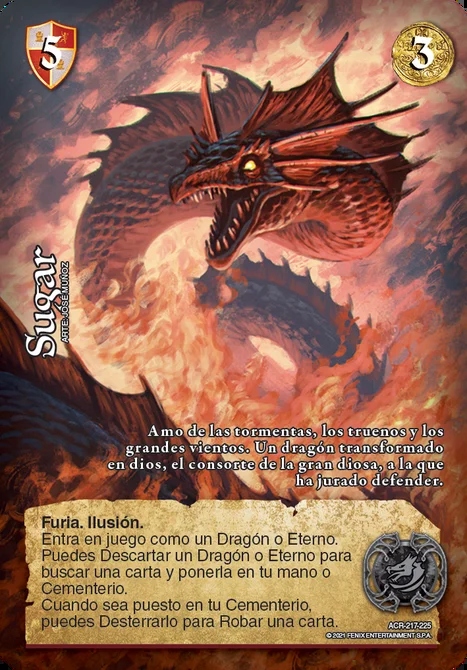 5
3
Sugar
ARTE: JOSÉ MUÑOZ
Amo de las tormentas, los truenos y los
grandes vientos. Un dragón transformado
en dios, el consorte de la gran diosa, a la que
ha jurado defender.
Furia. Ilusión.
Entra en juego como un Dragón o Eterno.
Puedes Descartar un Dragón o Eterno para
buscar una carta y ponerla en tu mano o
Cementerio.
Cuando sea puesto en tu Cementerio,
puedes Desterrarlo para Robar una carta.
ACR-217-225
© 2021 FENIX ENTERTAINMENT S.P.A.